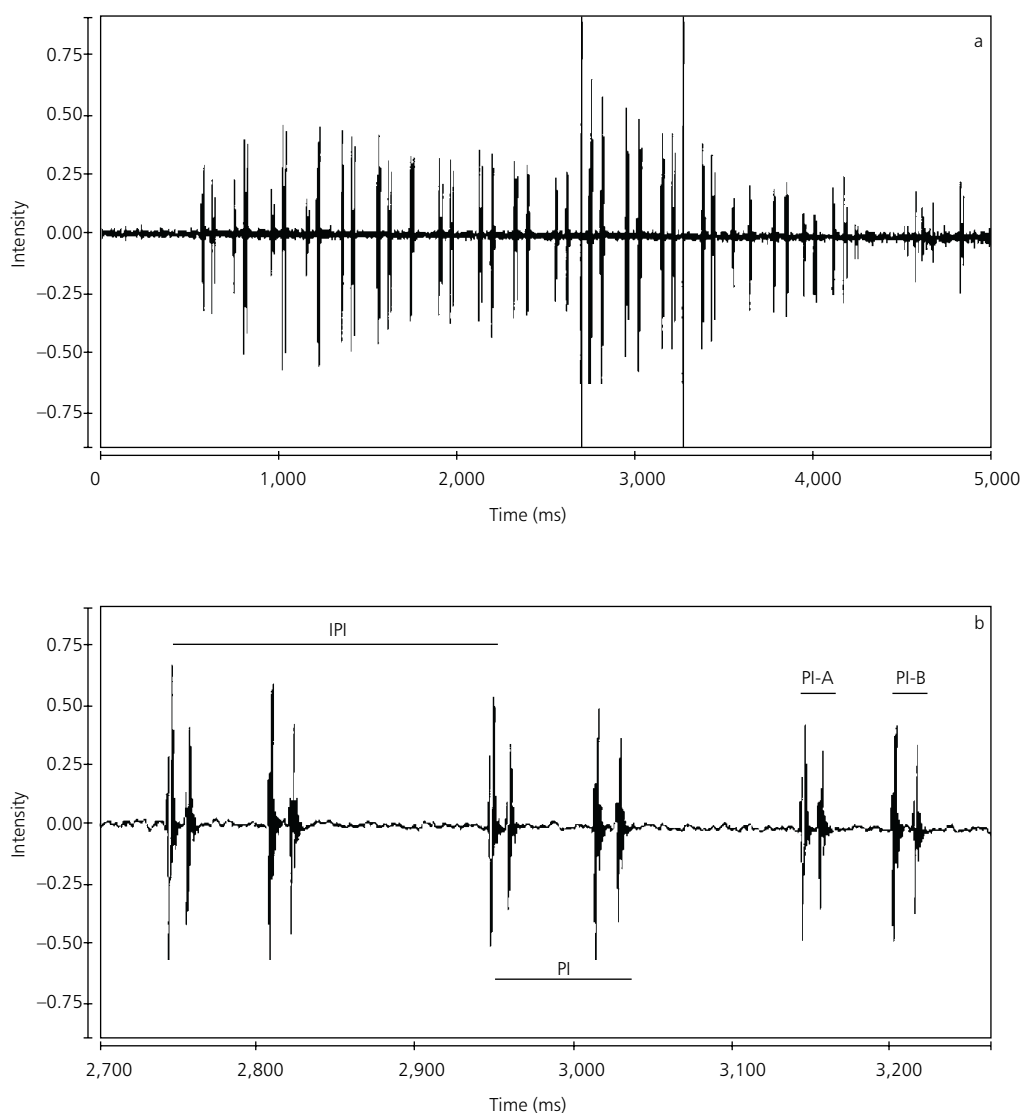 a
0.75
0.50
0.25
0.00
−0.25
−0.50
−0.75
Intensity
0 1,000 2,000 3,000 4,000 5,000
Time (ms)
b
IPI
0.75
PI-A PI-B
0.50
0.25
0.00
−0.25
−0.50
PI
−0.75
Intensity
2,700 2,800 2,900 3,000 3,100 3,200
Time (ms)